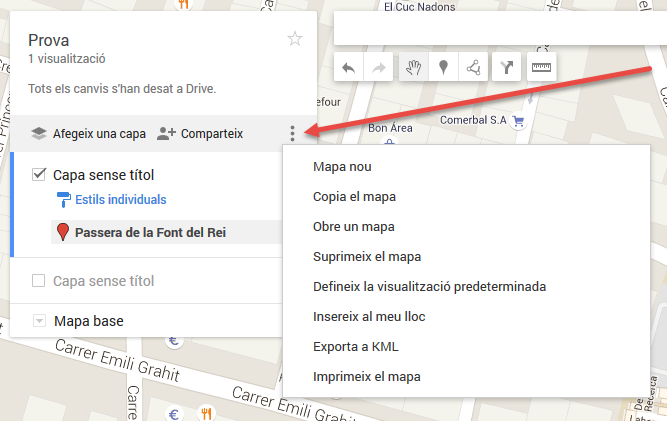 El Cuc Nadons
Prova
1 visualització
Tots els canvis s'han desat a Drive.
Afegeix una capa
Comparteix
Bon Área
Comerbal S.A
Capa sense títol
Estils individuals
Passera de la Font del Rei
Capa sense títol
Mapa base
Mapa nou
Copia el mapa
Obre un mapa
Suprimeix el mapa
Defineix la visualització predeterminada
Insereix al meu lloc
Exporta a KML
Imprimeix el mapa
Carrer Emili Grahit
Carrer Emili Grahit